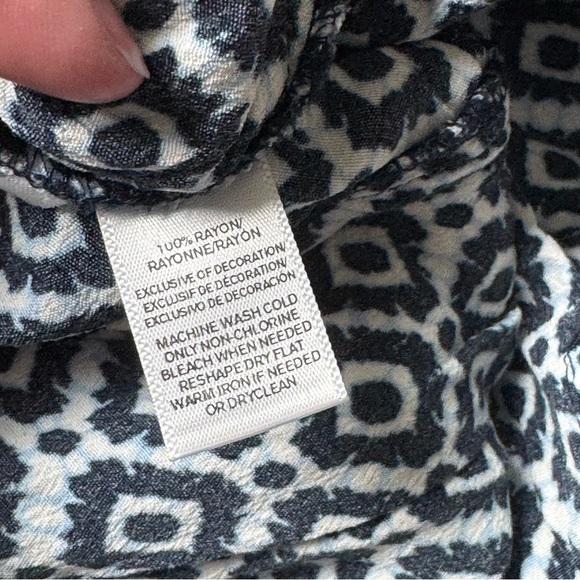 100% RAYON/
RAYONNE/RAYÓN
EXCLUSIVE OF DECORATION/
EXCLUSIF DE DÉCORATION/
EXCLUSIVO DE DECORACIÓN
MACHINE WASH COLD
ONLY NON-CHLORINE
BLEACH WHEN NEEDED
RESHAPE DRY FLAT
WARM IRON IF NEEDED
OR DRYCLEAN